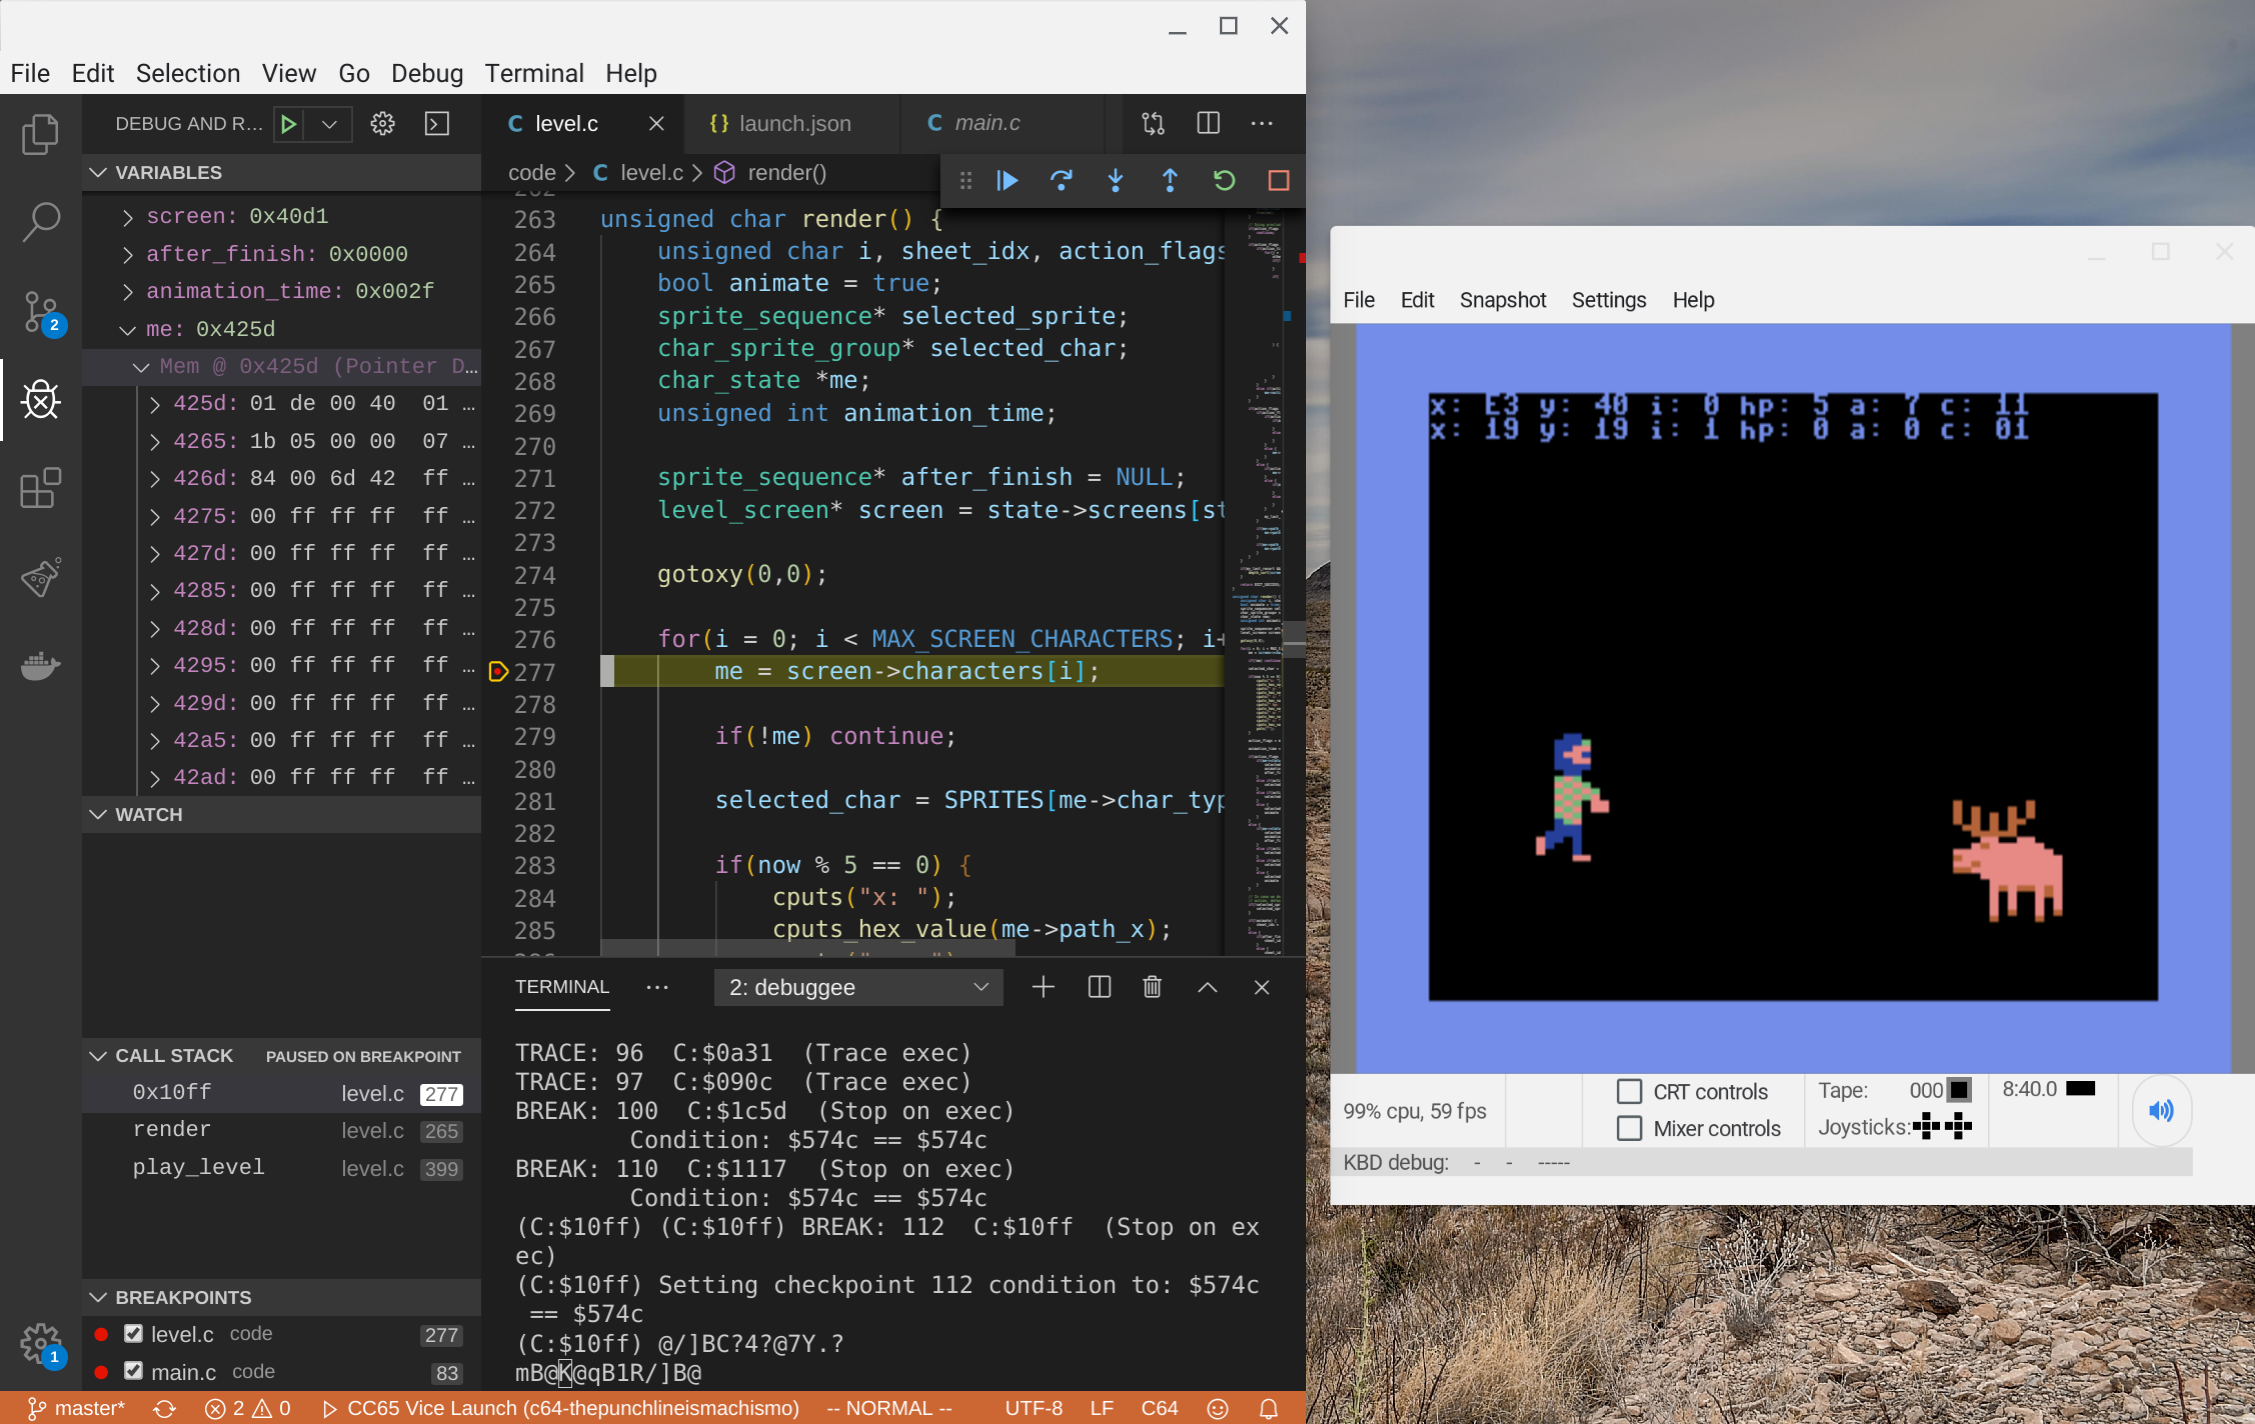 File Edit Selection View Go Debug Terminal Help
DEBUG AND R...
level.c
launch.json
main.c
VARIABLES
code > level.c > render()
screen: 0x40d1
after_finish: 0x0000
animation_time: 0x002f
me: 0x425d
Mem @ 0x425d (Pointer D...
425d: 01 de 00 40 01 ...
4265: 1b 05 00 00 07 ...
426d: 84 00 6d 42 ff ...
4275: 00 ff ff ff ff ...
427d: 00 ff ff ff ff ...
4285: 00 ff ff ff ff ...
428d: 00 ff ff ff ff ...
4295: 00 ff ff ff ff ...
429d: 00 ff ff ff ff ...
42a5: 00 ff ff ff ff ...
42ad: 00 ff ff ff ff ...
WATCH
CALL STACK PAUSED ON BREAKPOINT
0x10ff level.c 277
render level.c 265
play_level level.c 399
BREAKPOINTS
level.c code 277
main.c code 83
2
1
262
263 unsigned char render() {
264 unsigned char i, sheet_idx, action_flags
265 bool animate = true;
266 sprite_sequence* selected_sprite;
267 char_sprite_group* selected_char;
268 char_state *me;
269 unsigned int animation_time;
270
271 sprite_sequence* after_finish = NULL;
272 level_screen* screen = state->screens[st
273
274 gotoxy(0,0);
275
276 for(i = 0; i < MAX_SCREEN_CHARACTERS; i+
277 me = screen->characters[i];
278
279 if(!me) continue;
280
281 selected_char = SPRITES[me->char_typ
282
283 if(now % 5 == 0) {
284 cputs("x: ");
285 cputs_hex_value(me->path_x);
TERMINAL ... 2: debuggee
TRACE: 96 C:$0a31 (Trace exec)
TRACE: 97 C:$090c (Trace exec)
BREAK: 100 C:$1c5d (Stop on exec)
Condition: $574c == $574c
BREAK: 110 C:$1117 (Stop on exec)
Condition: $574c == $574c
(C:$10ff) (C:$10ff) BREAK: 112 C:$10ff (Stop on ex
ec)
(C:$10ff) Setting checkpoint 112 condition to: $574c
== $574c
(C:$10ff) @/]BC?4?@7Y.?
mB@K@qB1R/]B@
master* 2 0 CC65 Vice Launch (c64-thepunchlineismachismo) -- NORMAL -- UTF-8 LF C64
File Edit Snapshot Settings Help
x: E3 y: 40 i: 0 hp: 5 a: 7 c: 11
x: 19 y: 19 i: 1 hp: 0 a: 0 c: 01
99% cpu, 59 fps
CRT controls
Mixer controls
Tape: 000
Joysticks:
8:40.0
KBD debug: - - -----